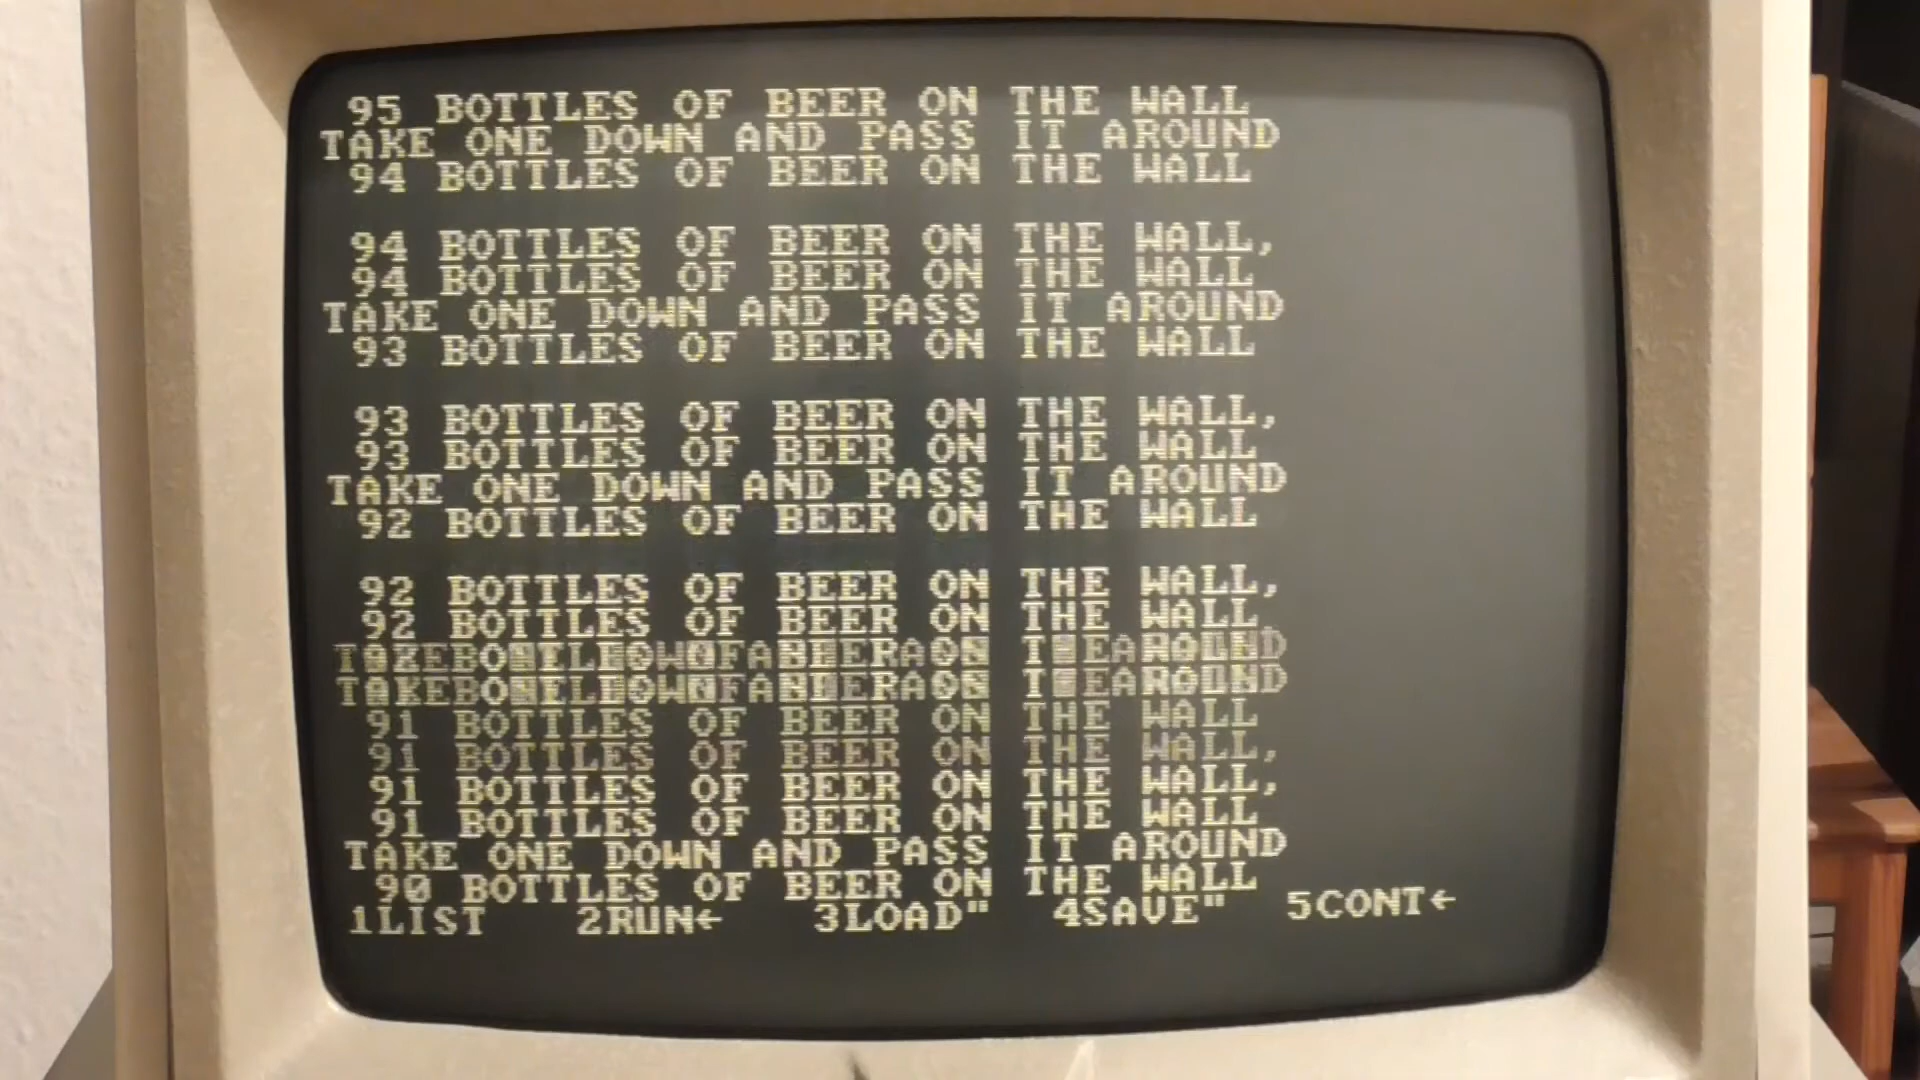 95 BOTTLES OF BEER ON THE WALL
TAKE ONE DOWN AND PASS IT AROUND
94 BOTTLES OF BEER ON THE WALL
94 BOTTLES OF BEER ON THE WALL,
94 BOTTLES OF BEER ON THE WALL
TAKE ONE DOWN AND PASS IT AROUND
93 BOTTLES OF BEER ON THE WALL
93 BOTTLES OF BEER ON THE WALL,
93 BOTTLES OF BEER ON THE WALL
TAKE ONE DOWN AND PASS IT AROUND
92 BOTTLES OF BEER ON THE WALL
92 BOTTLES OF BEER ON THE WALL,
92 BOTTLES OF BEER ON THE WALL
91 BOTTLES OF BEER ON THE WALL
91 BOTTLES OF BEER ON THE WALL,
91 BOTTLES OF BEER ON THE WALL,
91 BOTTLES OF BEER ON THE WALL
TAKE ONE DOWN AND PASS IT AROUND
90 BOTTLES OF BEER ON THE WALL
1LIST 2RUN← 3LOAD" 4SAVE" 5CONT←